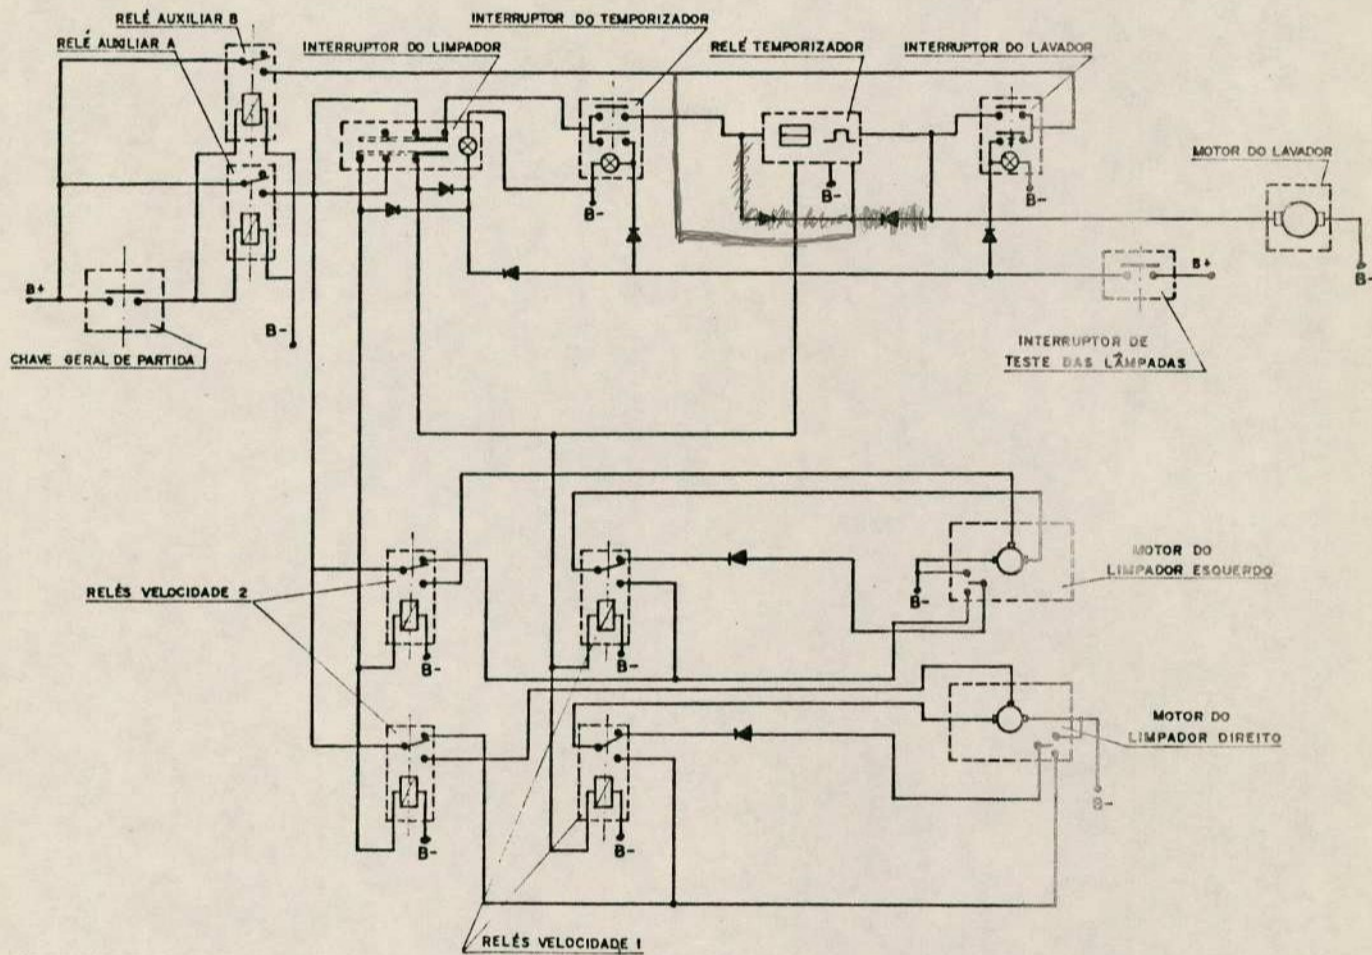 RELÉ AUXILIAR B
INTERRUPTOR DO TEMPORIZADOR
RELÉ AUXILIAR A
INTERRUPTOR DO LIMPADOR
RELÉ TEMPORIZADOR
INTERRUPTOR DO LAVADOR
MOTOR DO LAVADOR
B-
B-
B-
B+
B+
B-
B-
CHAVE GERAL DE PARTIDA
INTERRUPTOR DE
TESTE DAS LÂMPADAS
MOTOR DO
LIMPADOR ESQUERDO
RELÉS VELOCIDADE 2
B-
B-
B-
MOTOR DO
LIMPADOR DIREITO
B-
B-
B-
RELÉS VELOCIDADE 1